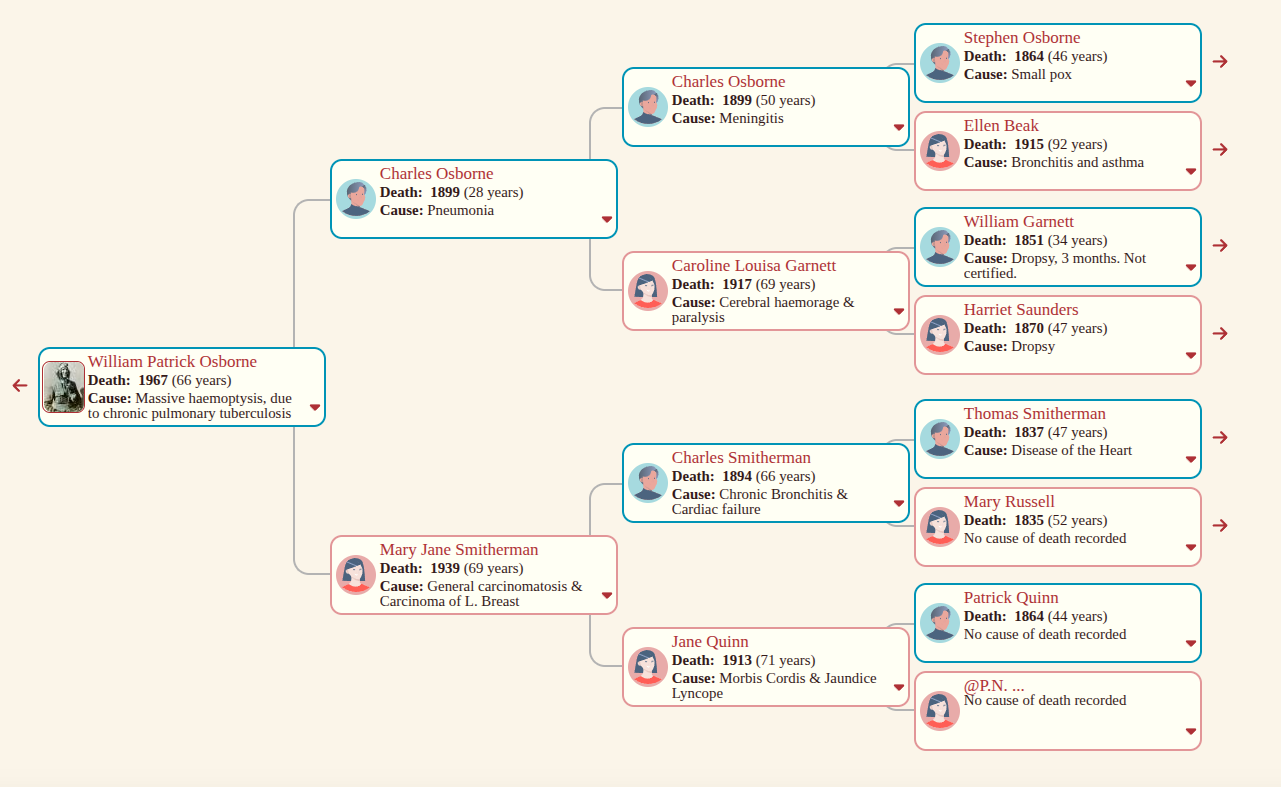 William Patrick Osborne
Death: 1967 (66 years)
Cause: Massive haemoptysis, due
to chronic pulmonary tuberculosis
Charles Osborne
Death: 1899 (28 years)
Cause: Pneumonia
Mary Jane Smitherman
Death: 1939 (69 years)
Cause: General carcinomatosis &
Carcinoma of L. Breast
Charles Osborne
Death: 1899 (50 years)
Cause: Meningitis
Caroline Louisa Garnett
Death: 1917 (69 years)
Cause: Cerebral haemorage &
paralysis
Charles Smitherman
Death: 1894 (66 years)
Cause: Chronic Bronchitis &
Cardiac failure
Jane Quinn
Death: 1913 (71 years)
Cause: Morbis Cordis & Jaundice
Lyncope
Stephen Osborne
Death: 1864 (46 years)
Cause: Small pox
Ellen Beak
Death: 1915 (92 years)
Cause: Bronchitis and asthma
William Garnett
Death: 1851 (34 years)
Cause: Dropsy, 3 months. Not
certified.
Harriet Saunders
Death: 1870 (47 years)
Cause: Dropsy
Thomas Smitherman
Death: 1837 (47 years)
Cause: Disease of the Heart
Mary Russell
Death: 1835 (52 years)
No cause of death recorded
Patrick Quinn
Death: 1864 (44 years)
No cause of death recorded
@P.N. ...
No cause of death recorded